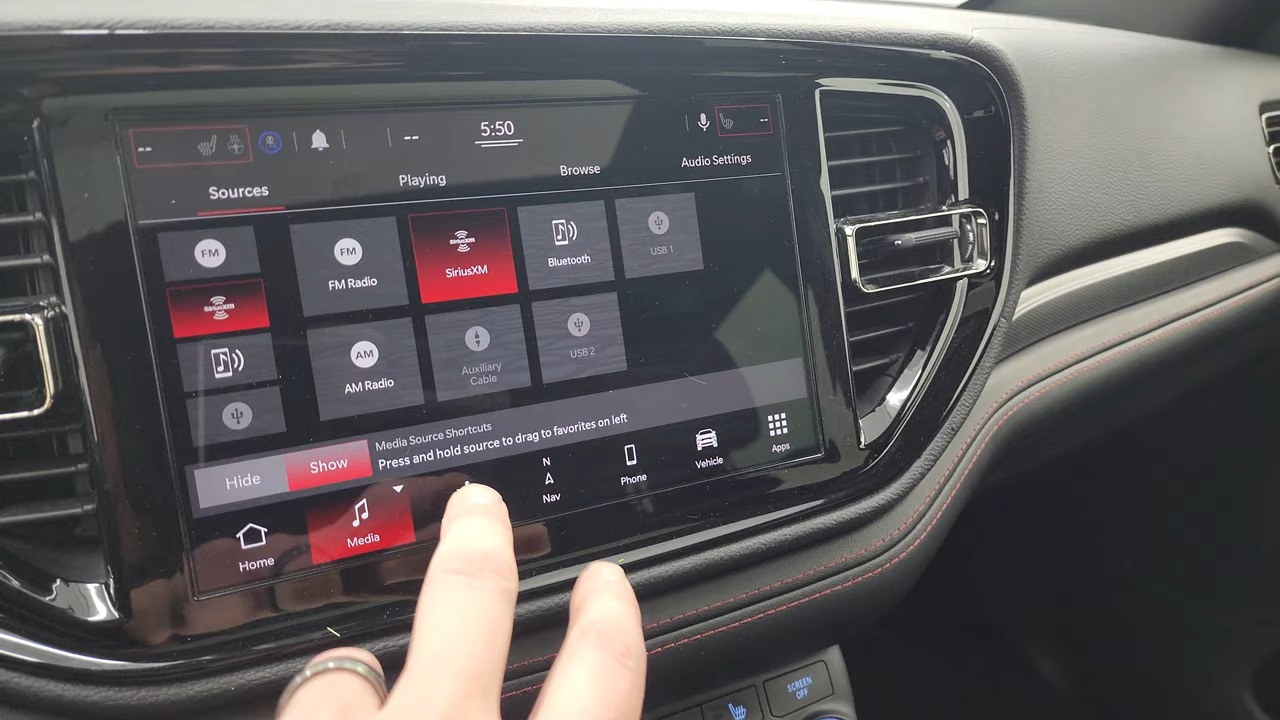 --
--
5:50
--
Sources
Playing
Browse
Audio Settings
FM
FM
FM Radio
SiriusXM
SiriusXM
Bluetooth
USB 1
SiriusXM
AM
AM Radio
Auxiliary
Cable
USB 2
Hide
Show
Media Source Shortcuts
Press and hold source to drag to favorites on left
Home
Media
N
Nav
Phone
Vehicle
Apps
SCREEN
OFF